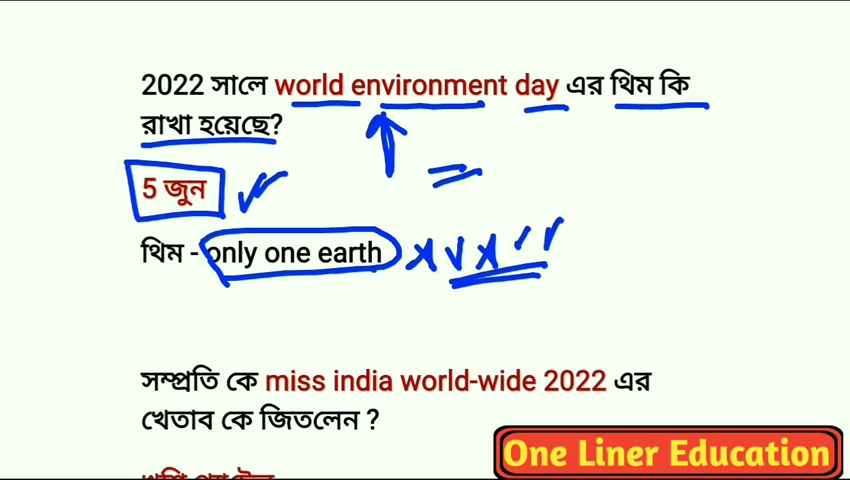 2022 সালে world environment day এর থিম কি
রাখা হয়েছে?
5 জুন
থিম - only one earth
সম্প্রতি কে miss india world-wide 2022 এর
খেতাব কে জিতলেন ?
One Liner Education